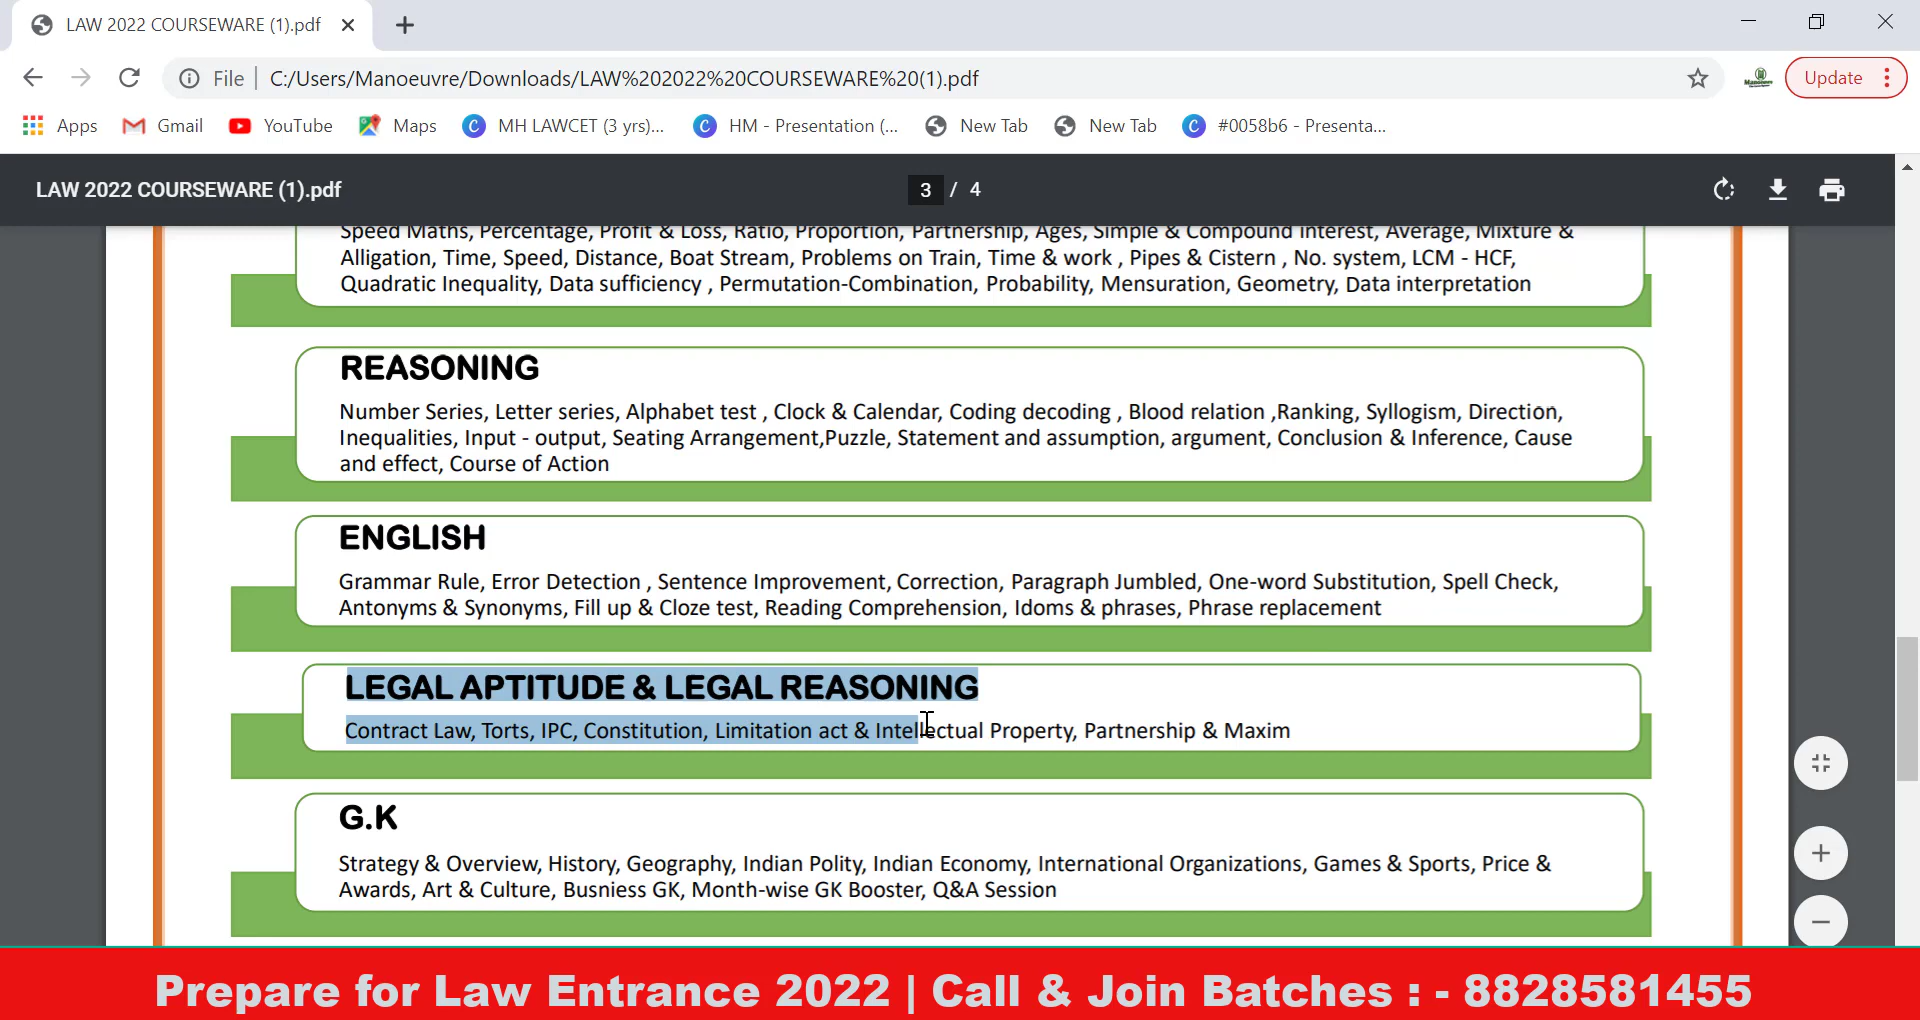 LAW 2022 COURSEWARE (1).pdf
File | C:/Users/Manoeuvre/Downloads/LAW%202022%20COURSEWARE%20(1).pdf
Update
Apps Gmail YouTube Maps MH LAWCET (3 yrs)... HM - Presentation (... New Tab New Tab #0058b6 - Presenta...
LAW 2022 COURSEWARE (1).pdf 3 / 4
Speed Maths, Percentage, Profit & Loss, Ratio, Proportion, Partnership, Ages, Simple & Compound interest, Average, Mixture &
Alligation, Time, Speed, Distance, Boat Stream, Problems on Train, Time & work , Pipes & Cistern , No. system, LCM - HCF,
Quadratic Inequality, Data sufficiency , Permutation-Combination, Probability, Mensuration, Geometry, Data interpretation
REASONING
Number Series, Letter series, Alphabet test , Clock & Calendar, Coding decoding , Blood relation ,Ranking, Syllogism, Direction,
Inequalities, Input - output, Seating Arrangement,Puzzle, Statement and assumption, argument, Conclusion & Inference, Cause
and effect, Course of Action
ENGLISH
Grammar Rule, Error Detection , Sentence Improvement, Correction, Paragraph Jumbled, One-word Substitution, Spell Check,
Antonyms & Synonyms, Fill up & Cloze test, Reading Comprehension, Idoms & phrases, Phrase replacement
LEGAL APTITUDE & LEGAL REASONING
Contract Law, Torts, IPC, Constitution, Limitation act & Intellectual Property, Partnership & Maxim
G.K
Strategy & Overview, History, Geography, Indian Polity, Indian Economy, International Organizations, Games & Sports, Price &
Awards, Art & Culture, Busniess GK, Month-wise GK Booster, Q&A Session
Prepare for Law Entrance 2022 | Call & Join Batches : - 8828581455